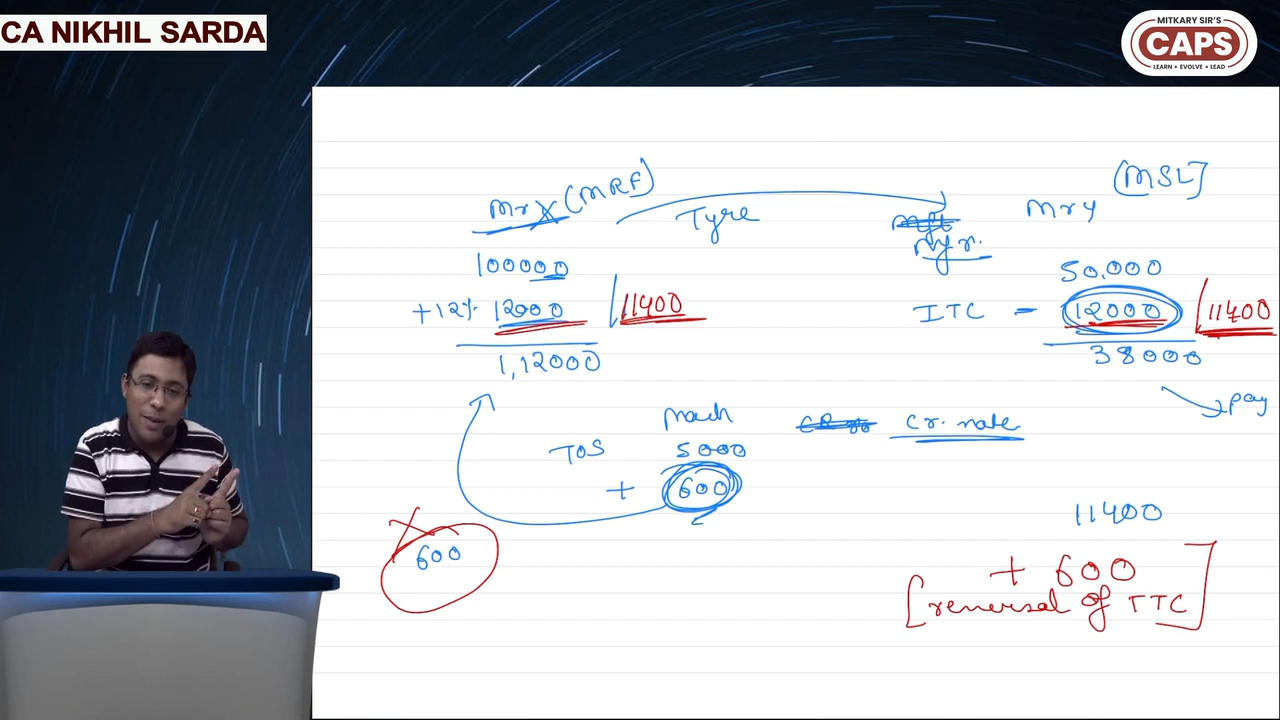 CA NIKHIL SARDA
MITKARY SIR'S
CAPS
LEARN • EVOLVE • LEAD
Mr X (MRF)
Tyre
Mfr.
Mr Y
[MSL]
100000
+12% 12000
11400
1,12000
50,000
ITC - 12000
11400
38000
pay
March
Cr. note
TOS 5000
+ 600
600
11400
+ 600
[reversal of ITC]